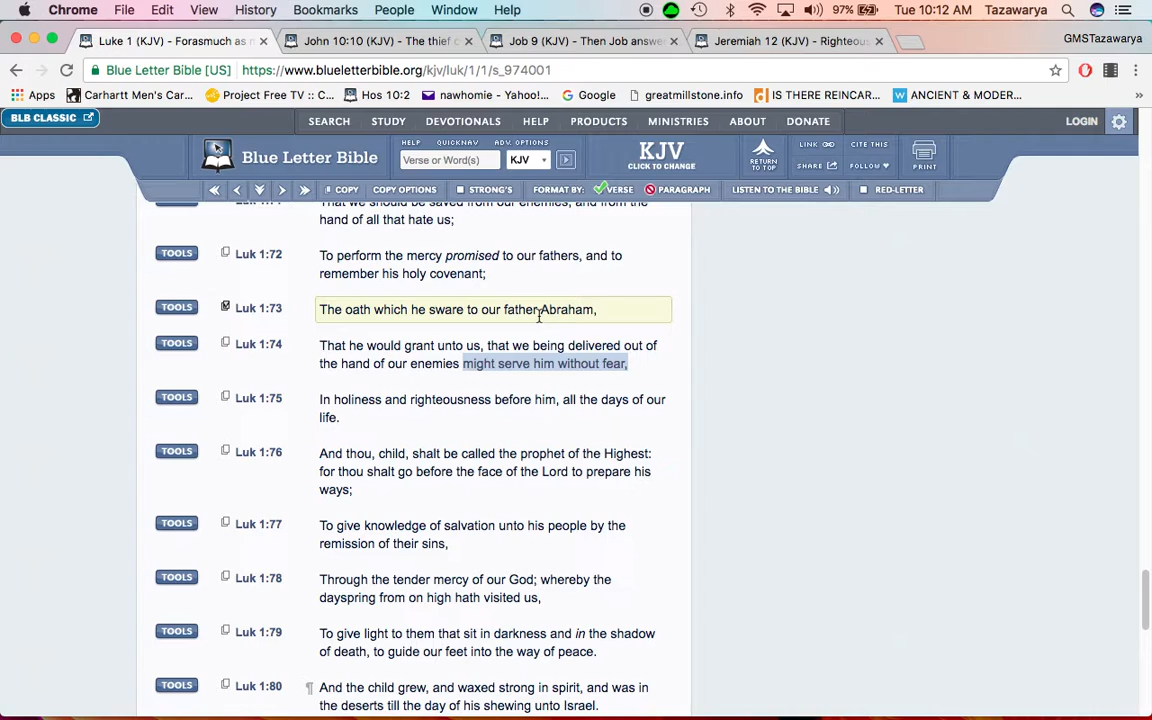 Chrome File Edit View History Bookmarks People Window Help 97% Tue 10:12 AM Tazawarya
Luke 1 (KJV) - Forasmuch as m John 10:10 (KJV) - The thief c Job 9 (KJV) - Then Job answe Jeremiah 12 (KJV) - Righteous GMSTazawarya
Blue Letter Bible [US] https://www.blueletterbible.org/kjv/luk/1/1/s_974001
Apps Carhartt Men's Car... Project Free TV :: C... Hos 10:2 nawhomie - Yahoo!... Google greatmillstone.info IS THERE REINCAR... ANCIENT & MODER... »
BLB CLASSIC SEARCH STUDY DEVOTIONALS HELP PRODUCTS MINISTRIES ABOUT DONATE LOGIN
HELP QUICKNAV ADV. OPTIONS
Blue Letter Bible Verse or Word(s) KJV KJV CLICK TO CHANGE RETURN TO TOP LINK CITE THIS SHARE FOLLOW PRINT
COPY COPY OPTIONS STRONG'S FORMAT BY: VERSE PARAGRAPH LISTEN TO THE BIBLE RED-LETTER
That we should be saved from our enemies, and from the
hand of all that hate us;
TOOLS Luk 1:72 To perform the mercy promised to our fathers, and to
remember his holy covenant;
TOOLS Luk 1:73 The oath which he sware to our father Abraham,
TOOLS Luk 1:74 That he would grant unto us, that we being delivered out of
the hand of our enemies might serve him without fear,
TOOLS Luk 1:75 In holiness and righteousness before him, all the days of our
life.
TOOLS Luk 1:76 And thou, child, shalt be called the prophet of the Highest:
for thou shalt go before the face of the Lord to prepare his
ways;
TOOLS Luk 1:77 To give knowledge of salvation unto his people by the
remission of their sins,
TOOLS Luk 1:78 Through the tender mercy of our God; whereby the
dayspring from on high hath visited us,
TOOLS Luk 1:79 To give light to them that sit in darkness and in the shadow
of death, to guide our feet into the way of peace.
TOOLS Luk 1:80 ¶ And the child grew, and waxed strong in spirit, and was in
the deserts till the day of his shewing unto Israel.